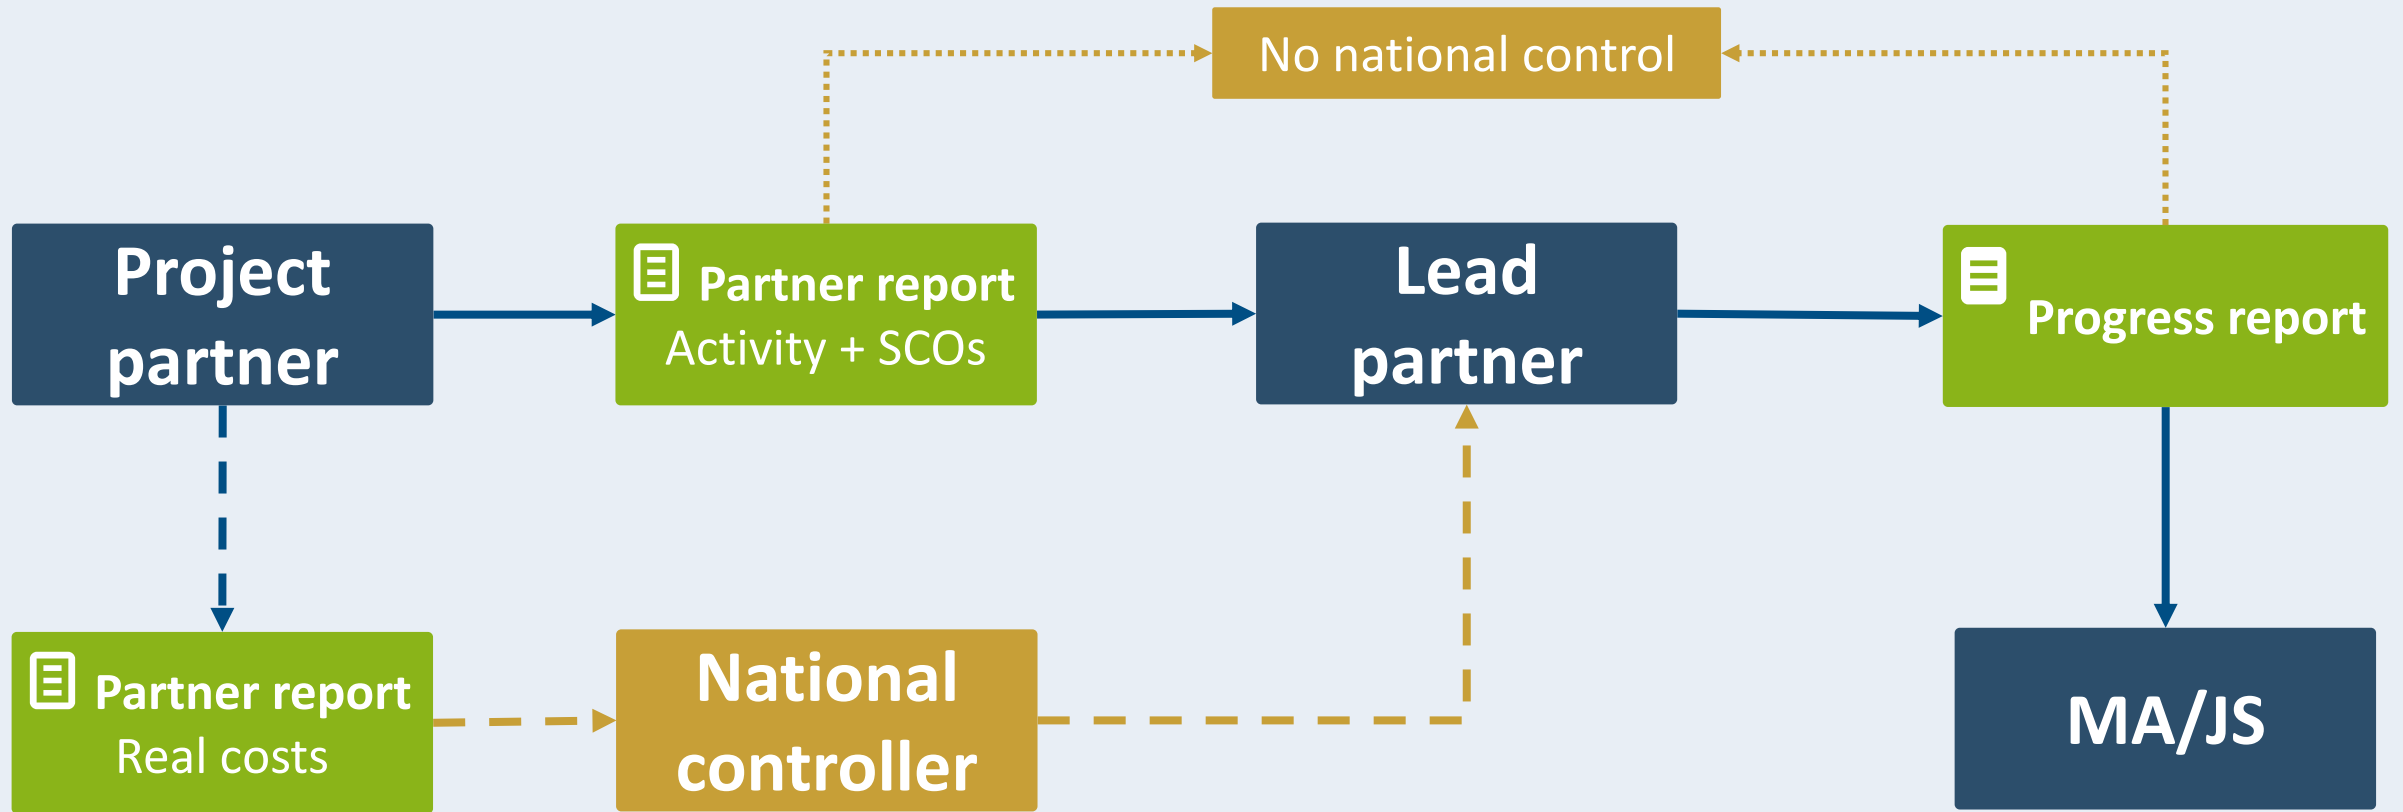 No national control
Project
partner
Partner report
Activity + SCOs
Lead
partner
Progress report
Partner report
Real costs
National
controller
MA/JS